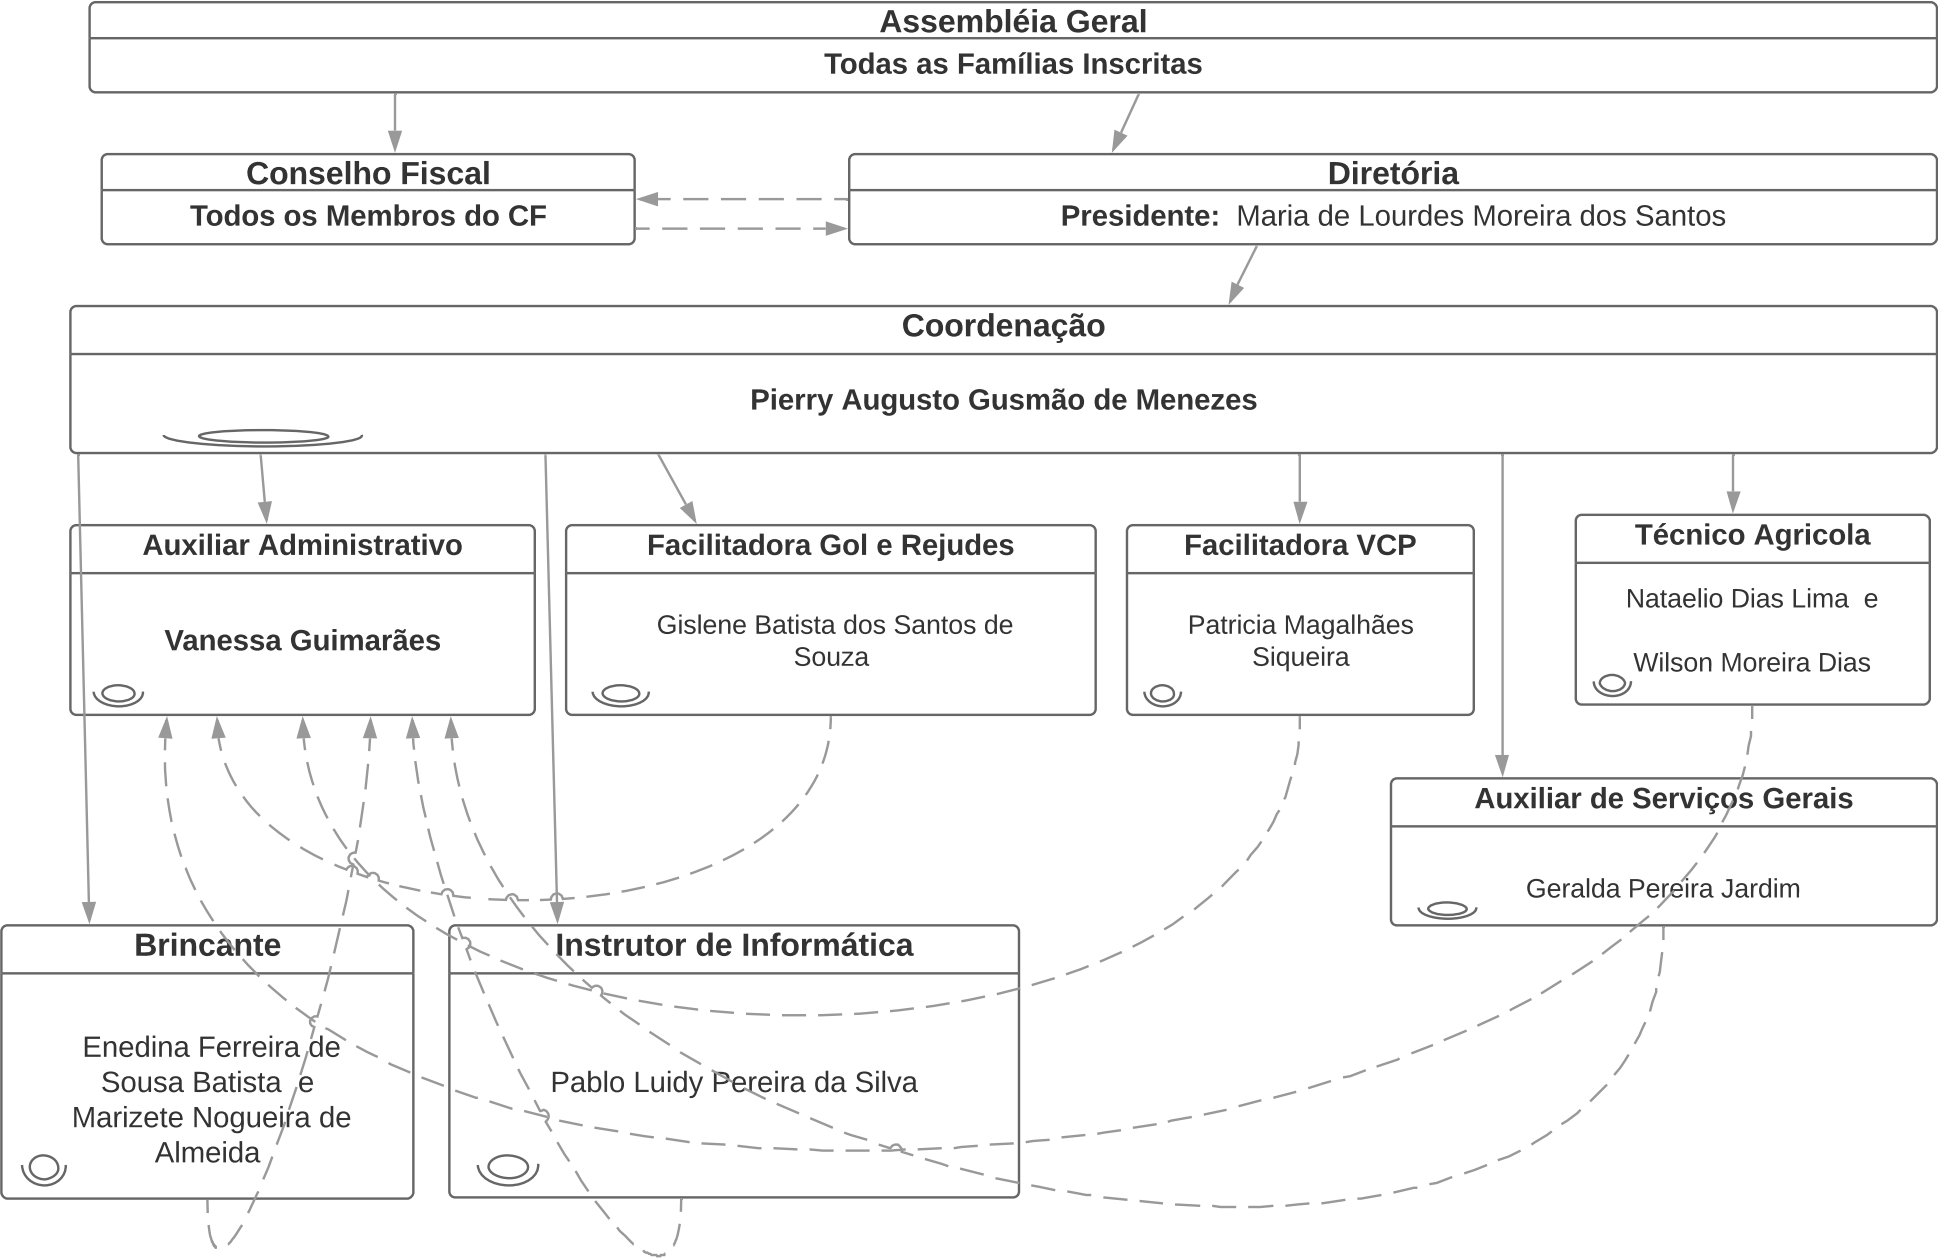 Assembléia Geral
Todas as Famílias Inscritas
Conselho Fiscal
Todos os Membros do CF
Diretória
Presidente: Maria de Lourdes Moreira dos Santos
Coordenação
Pierry Augusto Gusmão de Menezes
Auxiliar Administrativo
Vanessa Guimarães
Facilitadora Gol e Rejudes
Gislene Batista dos Santos de
Souza
Facilitadora VCP
Patricia Magalhães
Siqueira
Técnico Agricola
Nataelio Dias Lima e
Wilson Moreira Dias
Auxiliar de Serviços Gerais
Geralda Pereira Jardim
Brincante
Enedina Ferreira de
Sousa Batista e
Marizete Nogueira de
Almeida
Instrutor de Informática
Pablo Luidy Pereira da Silva